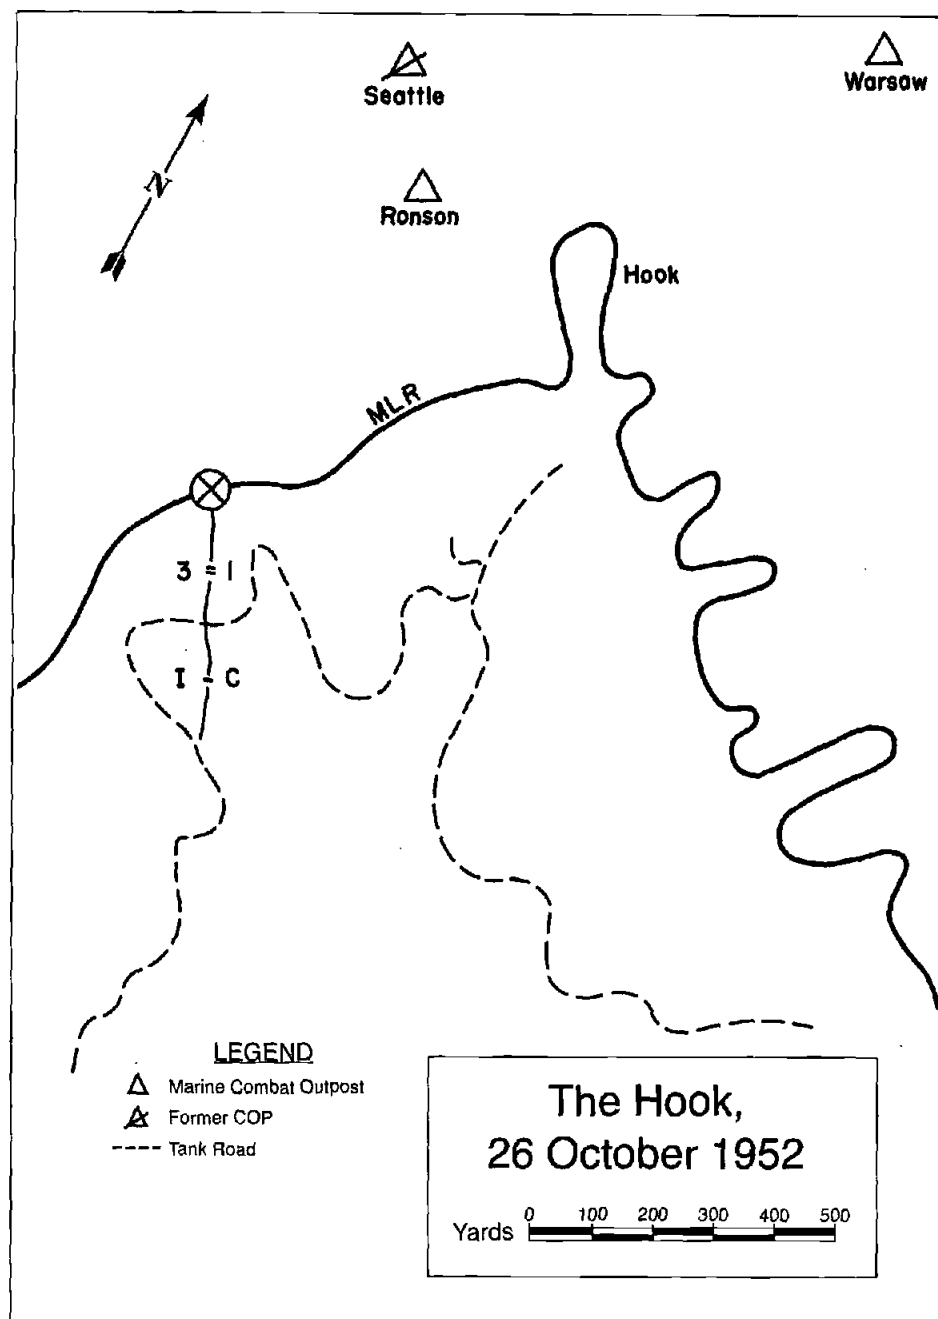 Seattle
Warsaw
N
Ronson
Hook
MLR
3 = 1
I - C
LEGEND
Marine Combat Outpost
Former COP
Tank Road
The Hook,
26 October 1952
0 100 200 300 400 500
Yards